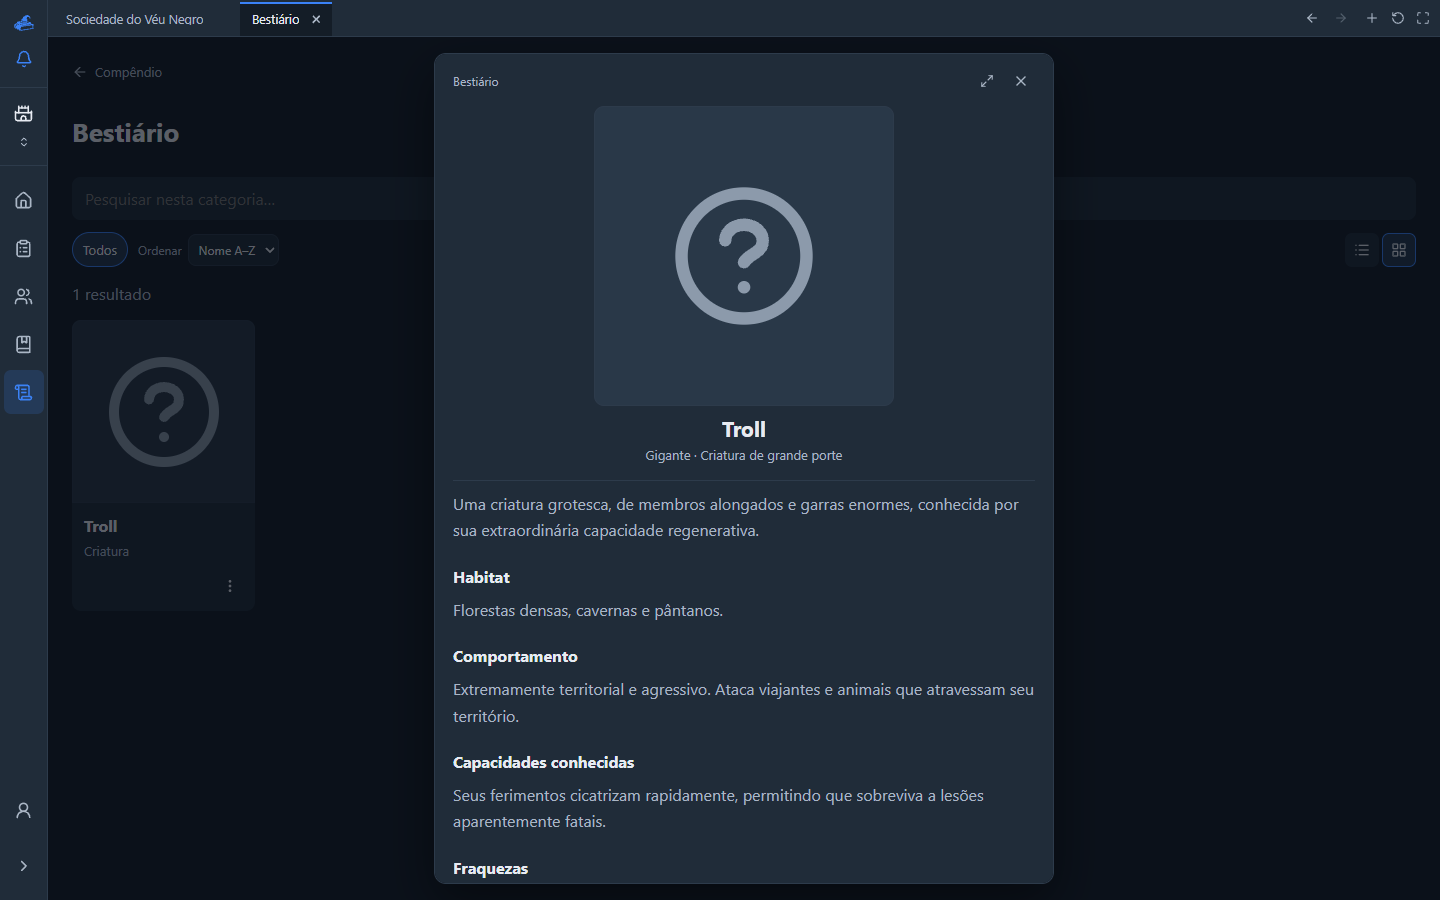 Sociedade do Véu Negro
Bestiário
Compêndio
Bestiário
Pesquisar nesta categoria...
Todos
Ordenar
Nome A–Z
1 resultado
Troll
Criatura
Bestiário
Troll
Gigante · Criatura de grande porte
Uma criatura grotesca, de membros alongados e garras enormes, conhecida por
sua extraordinária capacidade regenerativa.
Habitat
Florestas densas, cavernas e pântanos.
Comportamento
Extremamente territorial e agressivo. Ataca viajantes e animais que atravessam seu
território.
Capacidades conhecidas
Seus ferimentos cicatrizam rapidamente, permitindo que sobreviva a lesões
aparentemente fatais.
Fraquezas